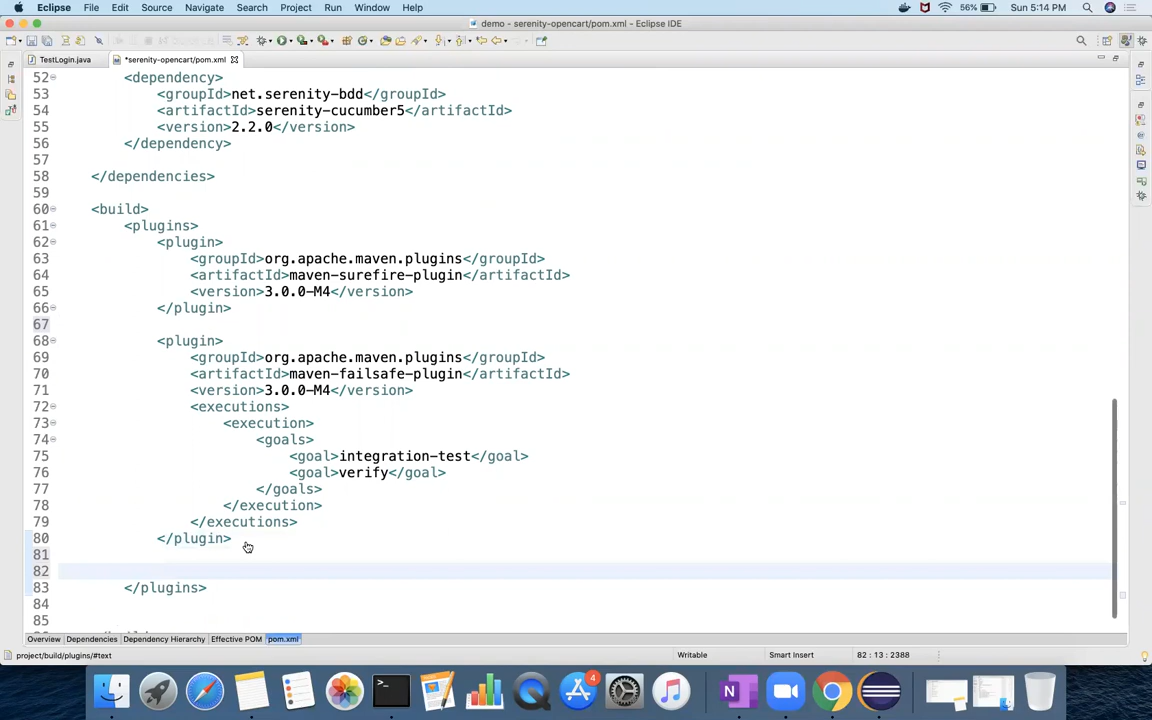 Eclipse File Edit Source Navigate Search Project Run Window Help 56% Sun 5:14 PM
demo - serenity-opencart/pom.xml - Eclipse IDE
TestLogin.java *serenity-opencart/pom.xml
52 <dependency>
53 <groupId>net.serenity-bdd</groupId>
54 <artifactId>serenity-cucumber5</artifactId>
55 <version>2.2.0</version>
56 </dependency>
57
58 </dependencies>
59
60 <build>
61 <plugins>
62 <plugin>
63 <groupId>org.apache.maven.plugins</groupId>
64 <artifactId>maven-surefire-plugin</artifactId>
65 <version>3.0.0-M4</version>
66 </plugin>
67
68 <plugin>
69 <groupId>org.apache.maven.plugins</groupId>
70 <artifactId>maven-failsafe-plugin</artifactId>
71 <version>3.0.0-M4</version>
72 <executions>
73 <execution>
74 <goals>
75 <goal>integration-test</goal>
76 <goal>verify</goal>
77 </goals>
78 </execution>
79 </executions>
80 </plugin>
81
82
83 </plugins>
84
85
Overview Dependencies Dependency Hierarchy Effective POM pom.xml
project/build/plugins/#text Writable Smart Insert 82 : 13 : 2388
4